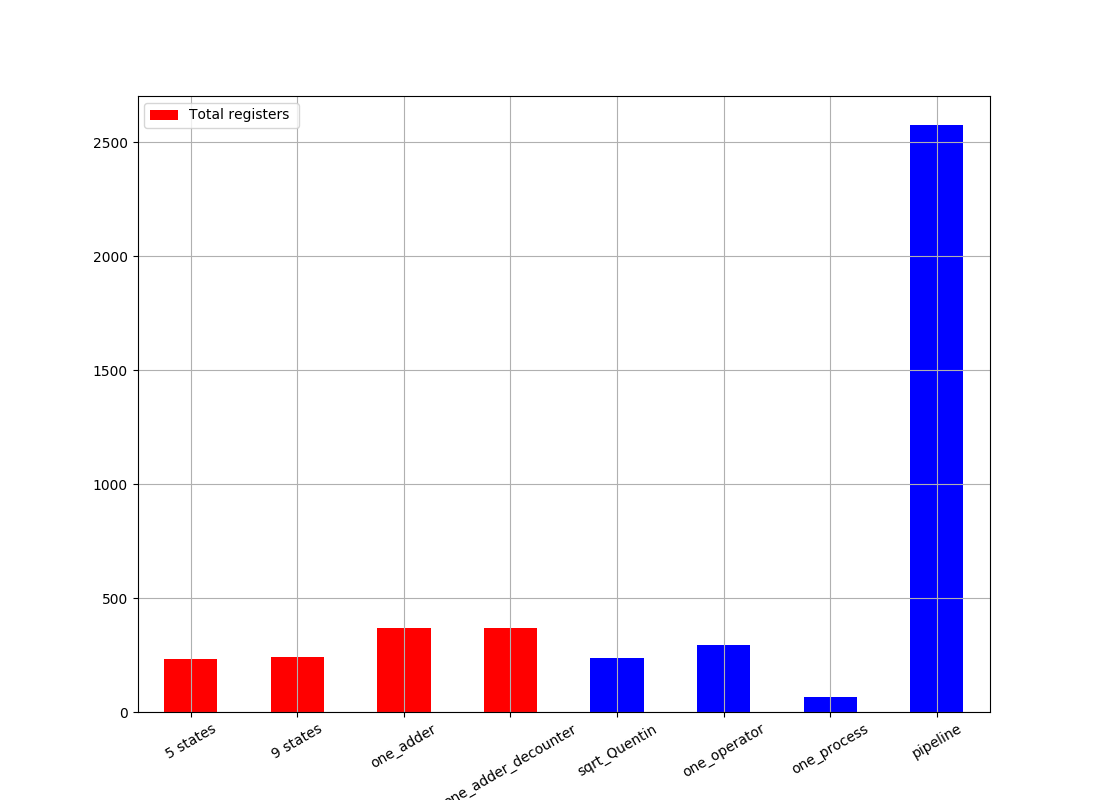 Total registers
2500
2000
1500
1000
500
0
5 states
9 states
one_adder
one_adder_decounter
sqrt_Quentin
one_operator
one_process
pipeline